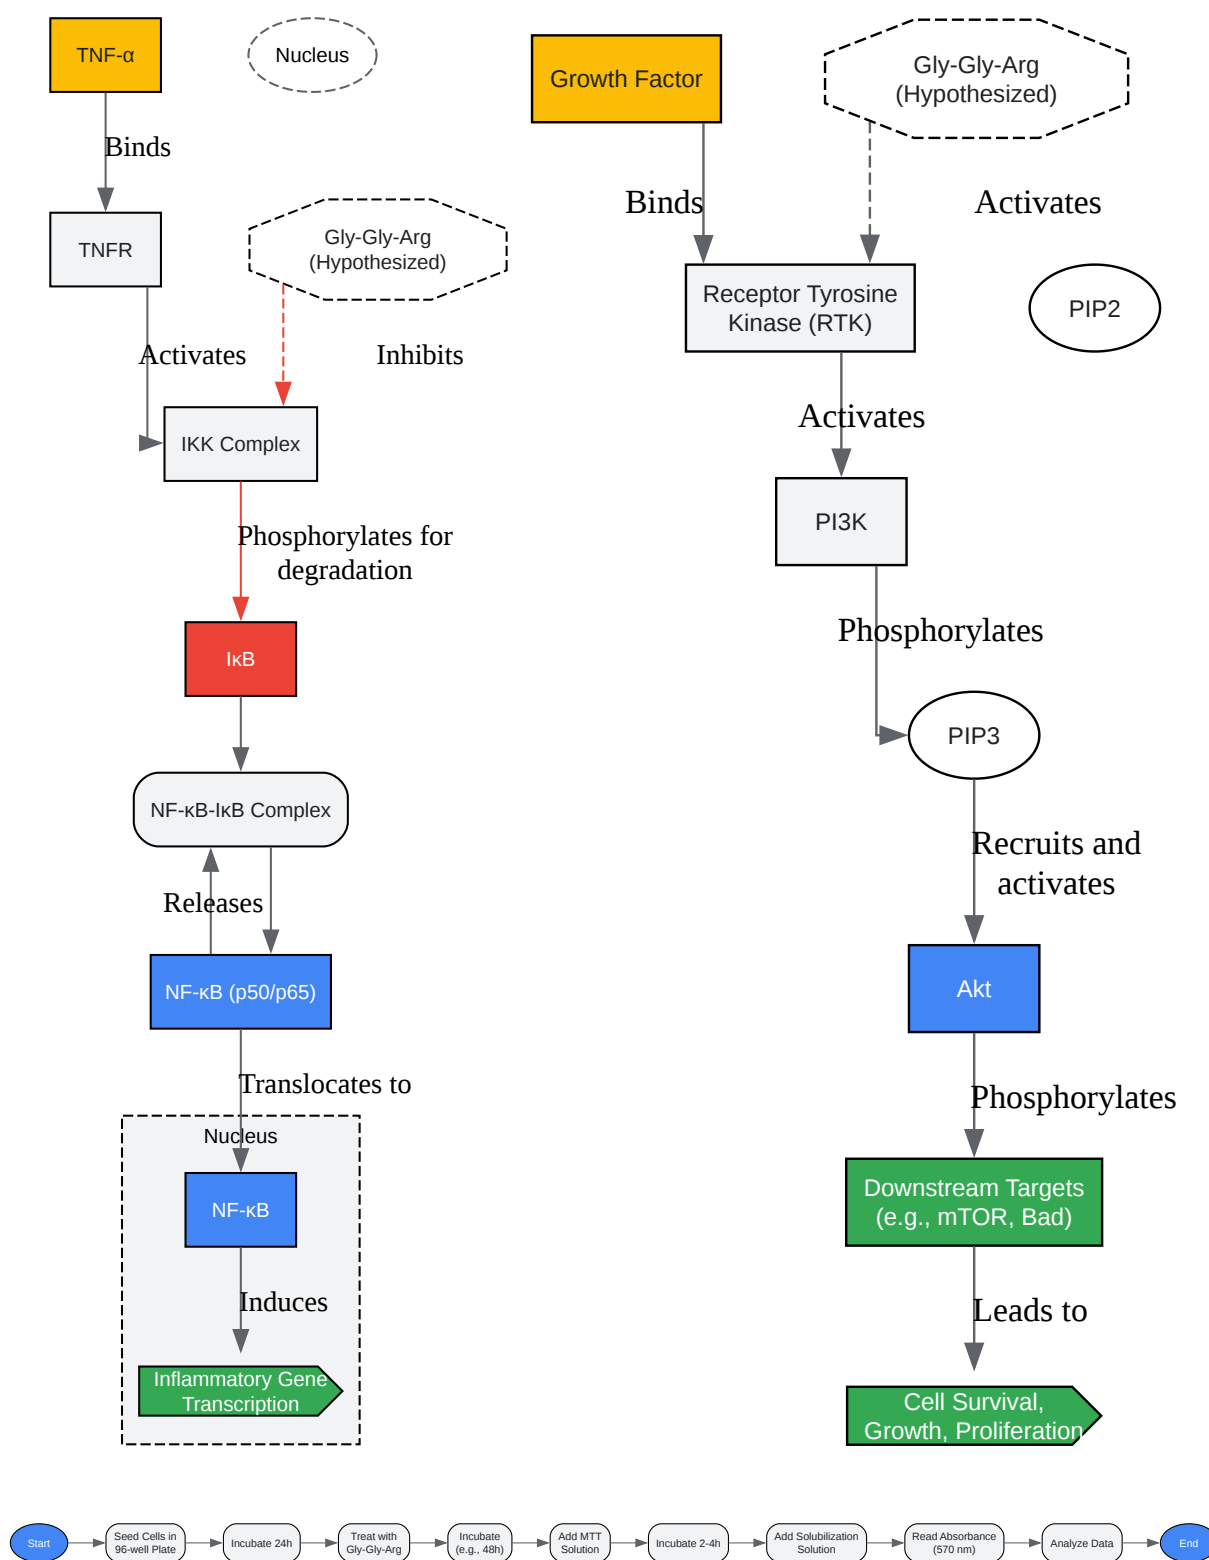 TNF-α
Nucleus
Binds
TNFR
Gly-Gly-Arg
(Hypothesized)
Activates
Inhibits
IKK Complex
Phosphorylates for
degradation
IκB
NF-κB-IκB Complex
Releases
NF-κB (p50/p65)
Translocates to
Nucleus
NF-κB
Induces
Inflammatory Gene
Transcription
Growth Factor
Gly-Gly-Arg
(Hypothesized)
Binds
Activates
Receptor Tyrosine
Kinase (RTK)
PIP2
Activates
PI3K
Phosphorylates
PIP3
Recruits and
activates
Akt
Phosphorylates
Downstream Targets
(e.g., mTOR, Bad)
Leads to
Cell Survival,
Growth, Proliferation
Start
Seed Cells in
96-well Plate
Incubate 24h
Treat with
Gly-Gly-Arg
Incubate
(e.g., 48h)
Add MTT
Solution
Incubate 2-4h
Add Solubilization
Solution
Read Absorbance
(570 nm)
Analyze Data
End